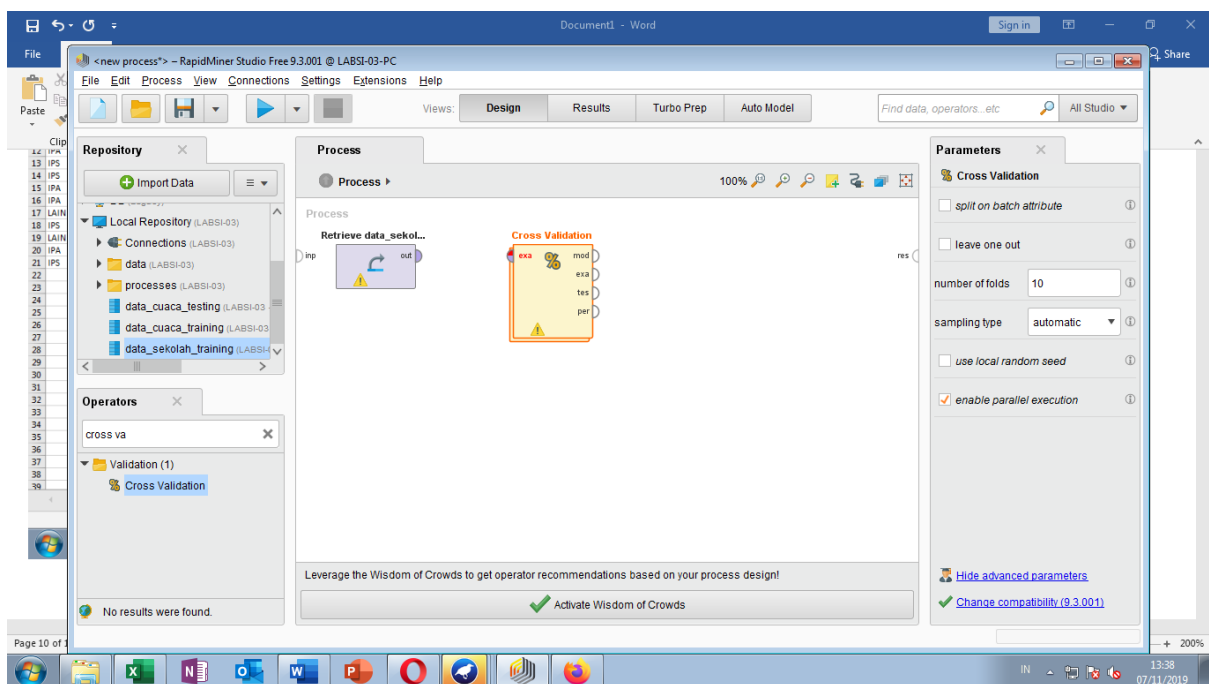 Document1 - Word
Sign in
File
Share
<new process*> – RapidMiner Studio Free 9.3.001 @ LABSI-03-PC
File Edit Process View Connections Settings Extensions Help
Paste
Views:
Design
Results
Turbo Prep
Auto Model
Find data, operators...etc
All Studio
Clip
12 IPA
13 IPS
14 IPS
15 IPA
16 IPA
17 LAIN
18 IPS
19 LAIN
20 IPA
21 IPS
22
23
24
25
26
27
28
29
30
31
32
33
34
35
36
37
38
39
Repository
Import Data
Local Repository (LABSI-03)
Connections (LABSI-03)
data (LABSI-03)
processes (LABSI-03)
data_cuaca_testing (LABSI-03
data_cuaca_training (LABSI-03
data_sekolah_training (LABSI-
Operators
cross va
Validation (1)
Cross Validation
No results were found.
Process
Process
100%
Process
Retrieve data_sekol...
inp
out
Cross Validation
exa
mod
exa
tes
per
res
Leverage the Wisdom of Crowds to get operator recommendations based on your process design!
Activate Wisdom of Crowds
Parameters
Cross Validation
split on batch attribute
leave one out
number of folds
10
sampling type
automatic
use local random seed
enable parallel execution
Hide advanced parameters
Change compatibility (9.3.001)
Page 10 of 1
200%
IN
13:38
07/11/2019